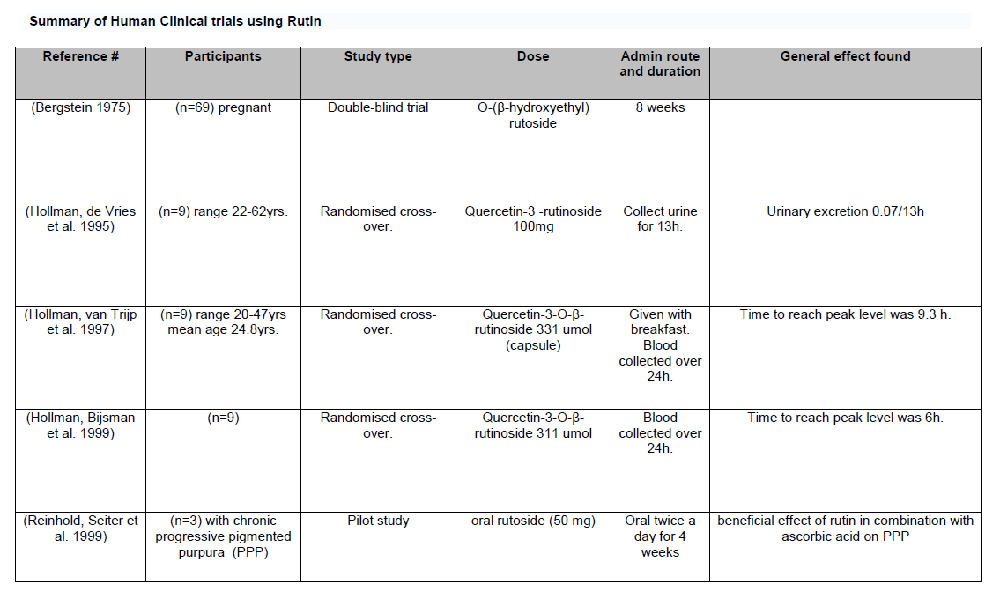 Summary of Human Clinical trials using Rutin
Reference #
Participants
Study type
Dose
Admin route
and duration
General effect found
(Bergstein 1975)
(n=69) pregnant
Double-blind trial
O-(β-hydroxyethyl)
rutoside
8 weeks
(Hollman, de Vries
et al. 1995)
(n=9) range 22-62yrs.
Randomised cross-
over.
Quercetin-3 -rutinoside
100mg
Collect urine
for 13h.
Urinary excretion 0.07/13h
(Hollman, van Trijp
et al. 1997)
(n=9) range 20-47yrs
mean age 24.8yrs.
Randomised cross-
over.
Quercetin-3-O-β-
rutinoside 331 umol
(capsule)
Given with
breakfast.
Blood
collected over
24h.
Time to reach peak level was 9.3 h.
(Hollman, Bijsman
et al. 1999)
(n=9)
Randomised cross-
over.
Quercetin-3-O-β-
rutinoside 311 umol
Blood
collected over
24h.
Time to reach peak level was 6h.
(Reinhold, Seiter et
al. 1999)
(n=3) with chronic
progressive pigmented
purpura  (PPP)
Pilot study
oral rutoside (50 mg)
Oral twice a
day for 4
weeks
beneficial effect of rutin in combination with
ascorbic acid on PPP